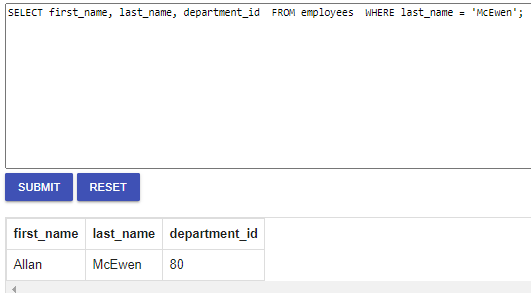 SELECT first_name, last_name, department_id  FROM employees  WHERE last_name = 'McEwen';
SUBMIT RESET
first_name last_name department_id
Allan McEwen 80